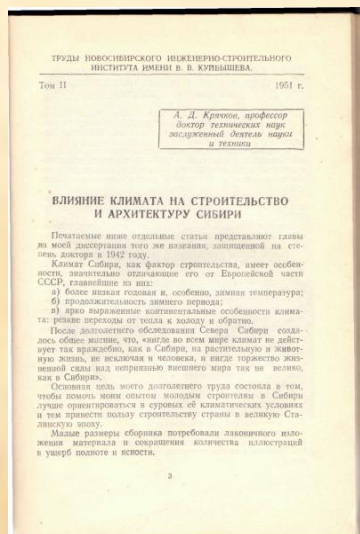 ТРУДЫ НОВОСИБИРСКОГО ИНЖЕНЕРНО-СТРОИТЕЛЬНОГО
ИНСТИТУТА ИМЕНИ В. В. КУЙБЫШЕВА.
Том II 1951 г.
А. Д. Крячков, профессор
доктор технических наук
заслуженный деятель науки
и техники
ВЛИЯНИЕ КЛИМАТА НА СТРОИТЕЛЬСТВО
И АРХИТЕКТУРУ СИБИРИ
Печатаемые ниже отдельные статьи представляют главы
из моей диссертации того же названия, защищенной на сте-
пень доктора в 1942 году.
Климат Сибири, как фактор строительства, имеет особен-
ности, значительно отличающие его от Европейской части
СССР, главнейшие из них:
а) более низкая годовая и, особенно, зимняя температура;
б) продолжительность зимнего периода;
в) ярко выраженные континентальные особенности клима-
та: резкие переходы от тепла к холоду и обратно.
После долголетнего обследования Севера Сибири созда-
лось общее мнение, что, «нигде во всем мире климат не дейст-
вует так враждебно, как в Сибири, на растительную и живот-
ную жизнь, не исключая и человека, и нигде торжество жиз-
ненной силы над неприязнью внешнего мира так не велико,
как в Сибири».
Основная цель моего долголетнего труда состояла в том,
чтобы помочь моим опытом молодым строителям в Сибири
лучше ориентироваться в суровых её климатических условиях
и тем принести пользу строительству страны в великую Ста-
линскую эпоху.
Малые размеры сборника потребовали лаконичного изло-
жения материала и сокращения количества иллюстраций
в ущерб полноте и ясности.
3